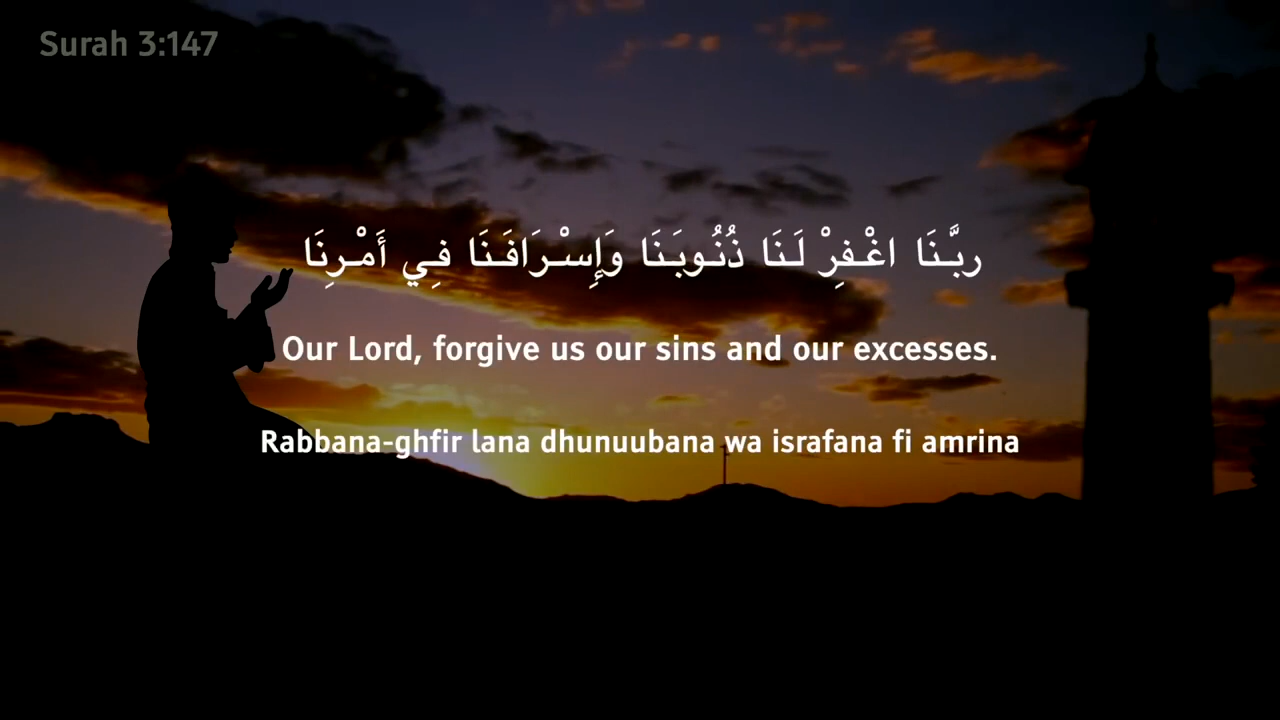 Surah 3:147
ربَّنَا اغْفِرْ لَنَا ذُنُوبَنَا وَإِسْرَافَنَا فِي أَمْرِنَا
Our Lord, forgive us our sins and our excesses.
Rabbana-ghfir lana dhunuubana wa israfana fi amrina